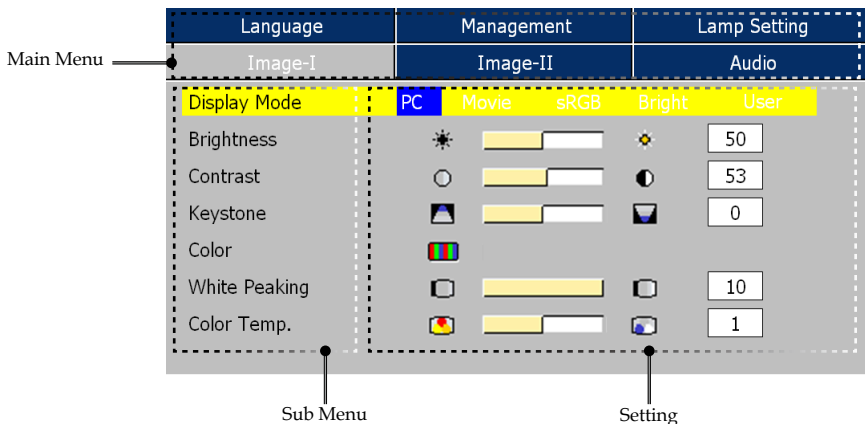 Language Management Lamp Setting
Main Menu Image-I Image-II Audio
Display Mode PC Movie sRGB Bright User
Brightness 50
Contrast 53
Keystone 0
Color
White Peaking 10
Color Temp. 1
Sub Menu Setting